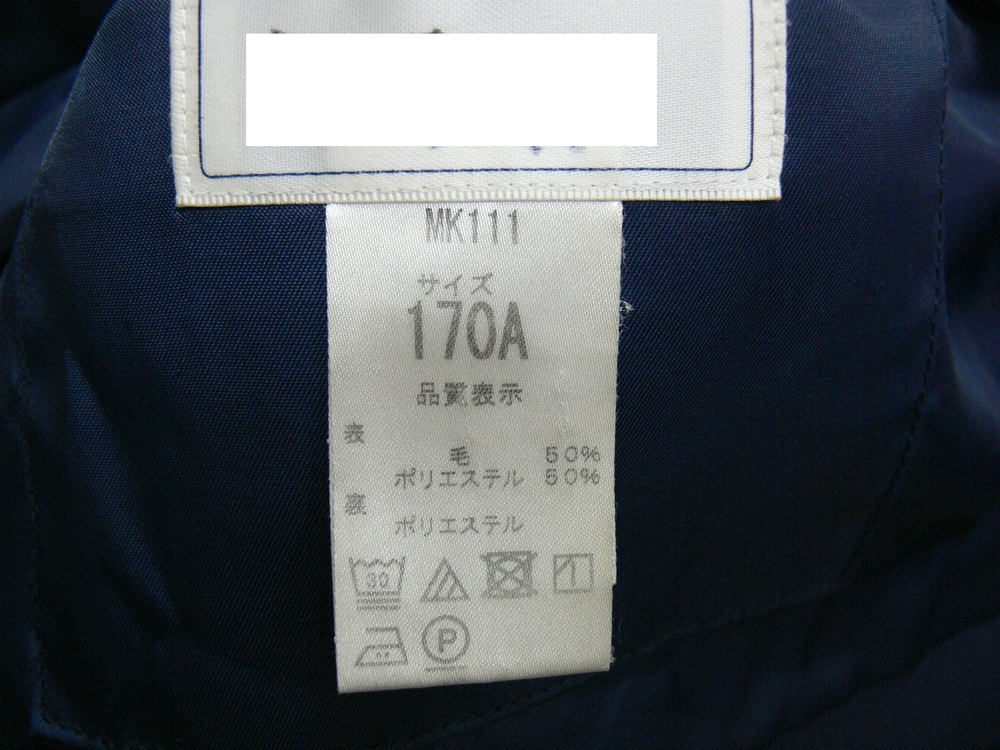 MK111
サイズ
170A
品質表示
表
毛 50%
ポリエステル 50%
裏
ポリエステル
30
P